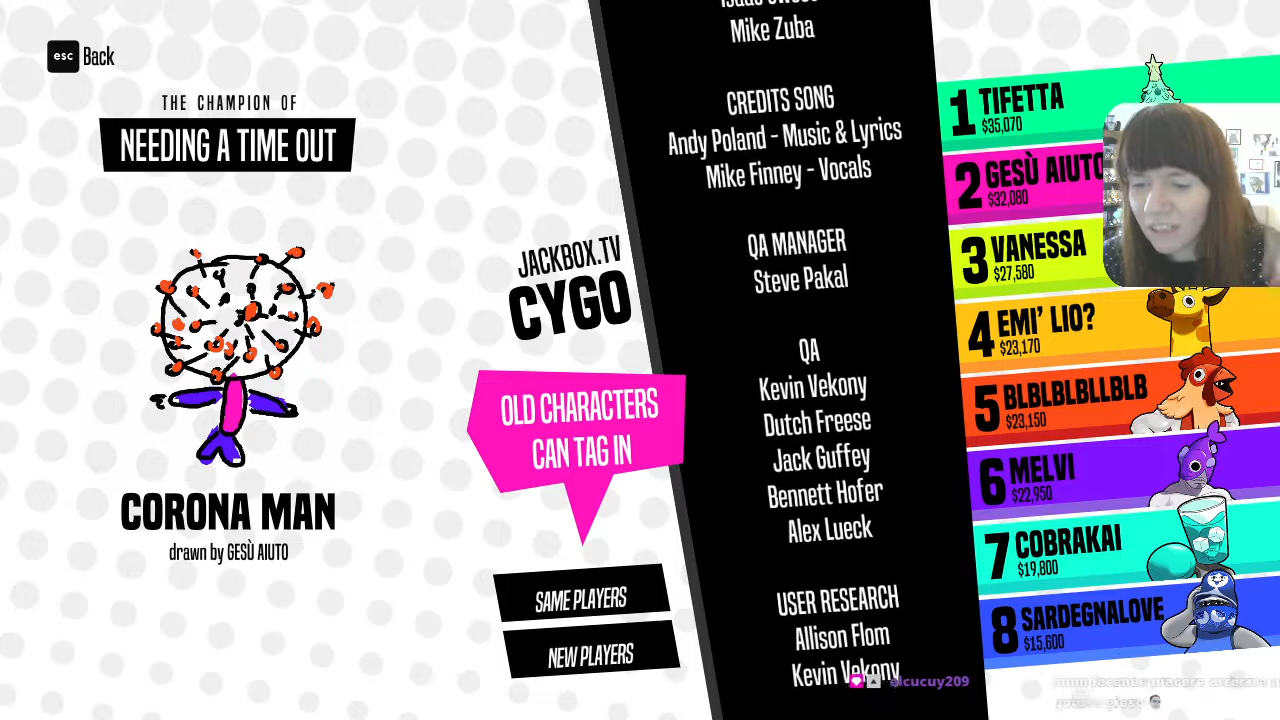 esc Back
THE CHAMPION OF
NEEDING A TIME OUT
CORONA MAN
drawn by GESÙ AIUTO
JACKBOX.TV
CYGO
OLD CHARACTERS
CAN TAG IN
SAME PLAYERS
NEW PLAYERS
Mike Zuba
CREDITS SONG
Andy Poland - Music & Lyrics
Mike Finney - Vocals
QA MANAGER
Steve Pakal
QA
Kevin Vekony
Dutch Freese
Jack Guffey
Bennett Hofer
Alex Lueck
USER RESEARCH
Allison Flom
Kevin Vekony
elcucuy209
1 TIFETTA
$35,070
2 GESÙ AIUTO
$32,080
3 VANESSA
$27,580
4 EMI' LIO?
$23,170
5 BLBLBLBLLBLB
$23,150
6 MELVI
$22,950
7 COBRAKAI
$19,800
8 SARDEGNALOVE
$15,600